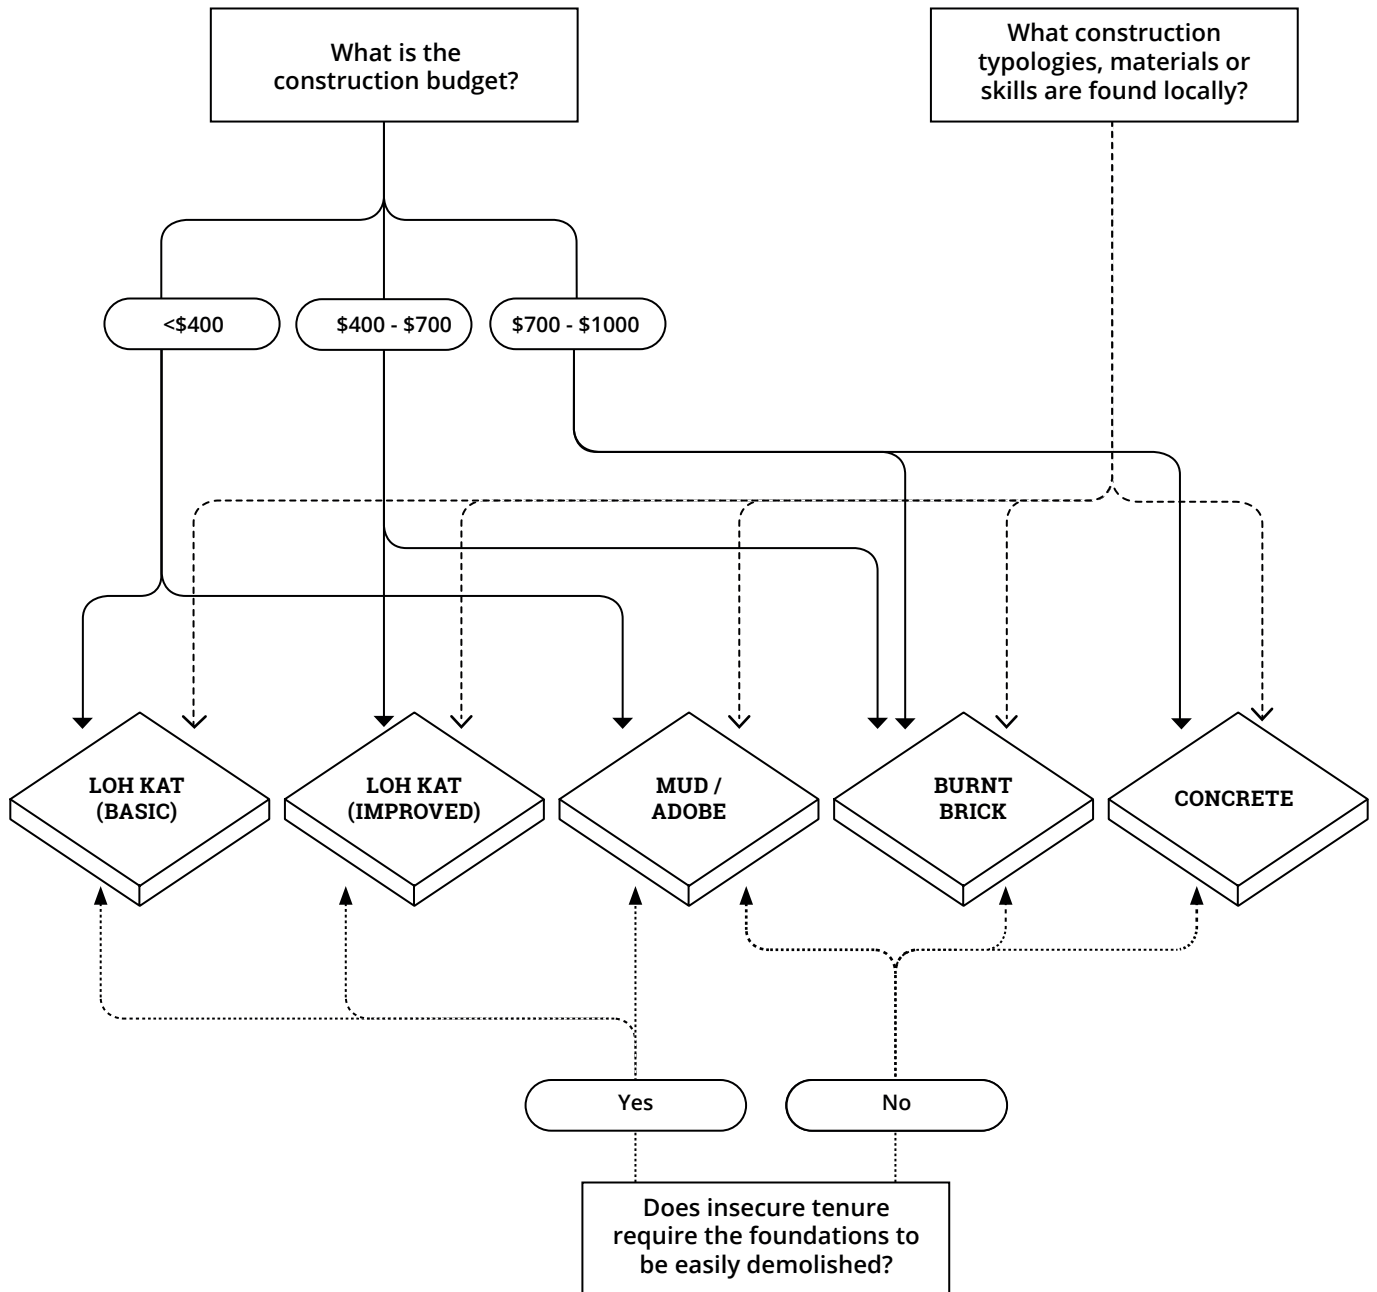 What is the
construction budget?
What construction
typologies, materials or
skills are found locally?
<$400
$400 - $700
$700 - $1000
LOH KAT
(BASIC)
LOH KAT
(IMPROVED)
MUD /
ADOBE
BURNT
BRICK
CONCRETE
Yes
No
Does insecure tenure
require the foundations to
be easily demolished?